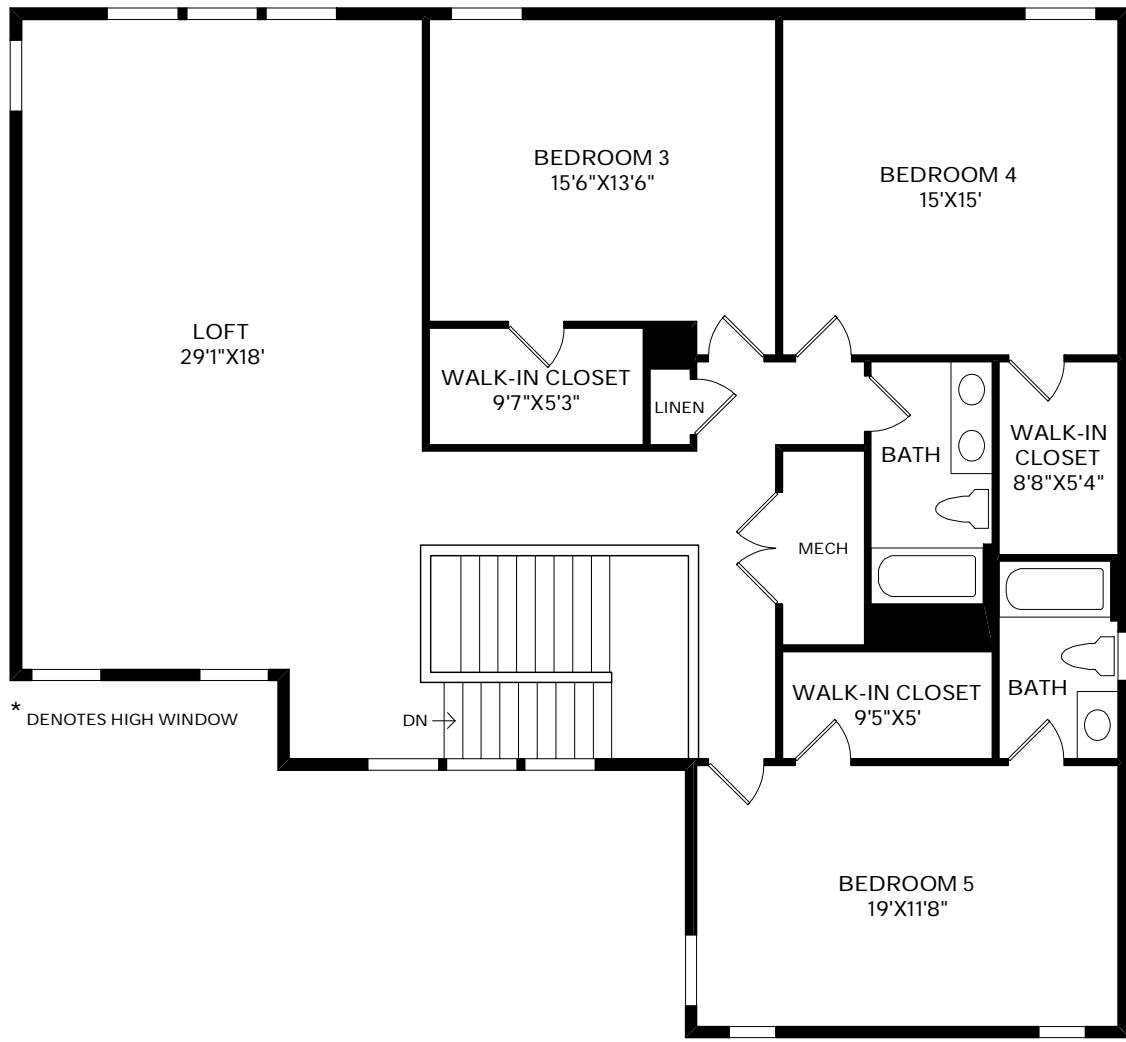 BEDROOM 3
15'6"X13'6"
BEDROOM 4
15'X15'
LOFT
29'1"X18'
WALK-IN CLOSET
9'7"X5'3"
LINEN
BATH
WALK-IN
CLOSET
8'8"X5'4"
MECH
WALK-IN CLOSET
9'5"X5'
BATH
* DENOTES HIGH WINDOW
DN
BEDROOM 5
19'X11'8"